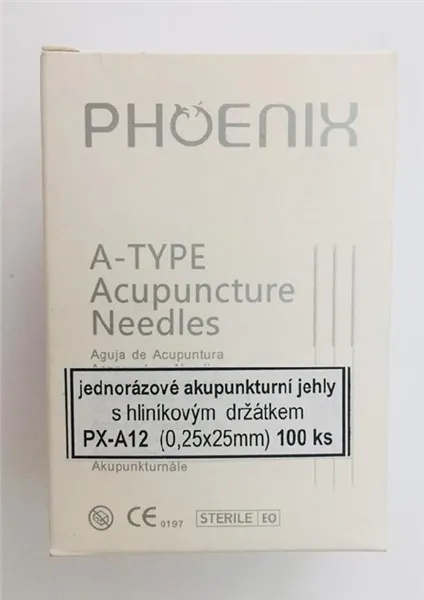 PHOENIX
A-TYPE
Acupuncture
Needles
Aguja de Acupuntura
jednorázové akupunkturní jehly
s hliníkovým držátkem
PX-A12 (0,25x25mm) 100 ks
Akupunkturnåle
CE 0197 STERILE EO